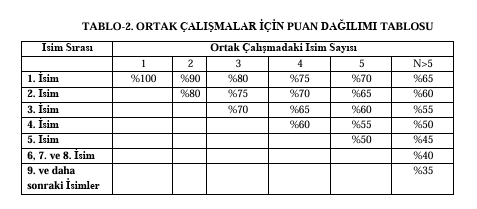 TABLO-2. ORTAK ÇALIŞMALAR İÇİN PUAN DAĞILIMI TABLOSU
Isim Sırası Ortak Çalışmadaki Isim Sayısı
1 2 3 4 5 N>5
1. İsim %100 %90 %80 %75 %70 %65
2. İsim %80 %75 %70 %65 %60
3. İsim %70 %65 %60 %55
4. İsim %60 %55 %50
5. İsim %50 %45
6, 7. ve 8. İsim %40
9. ve daha %35
sonraki İsimler